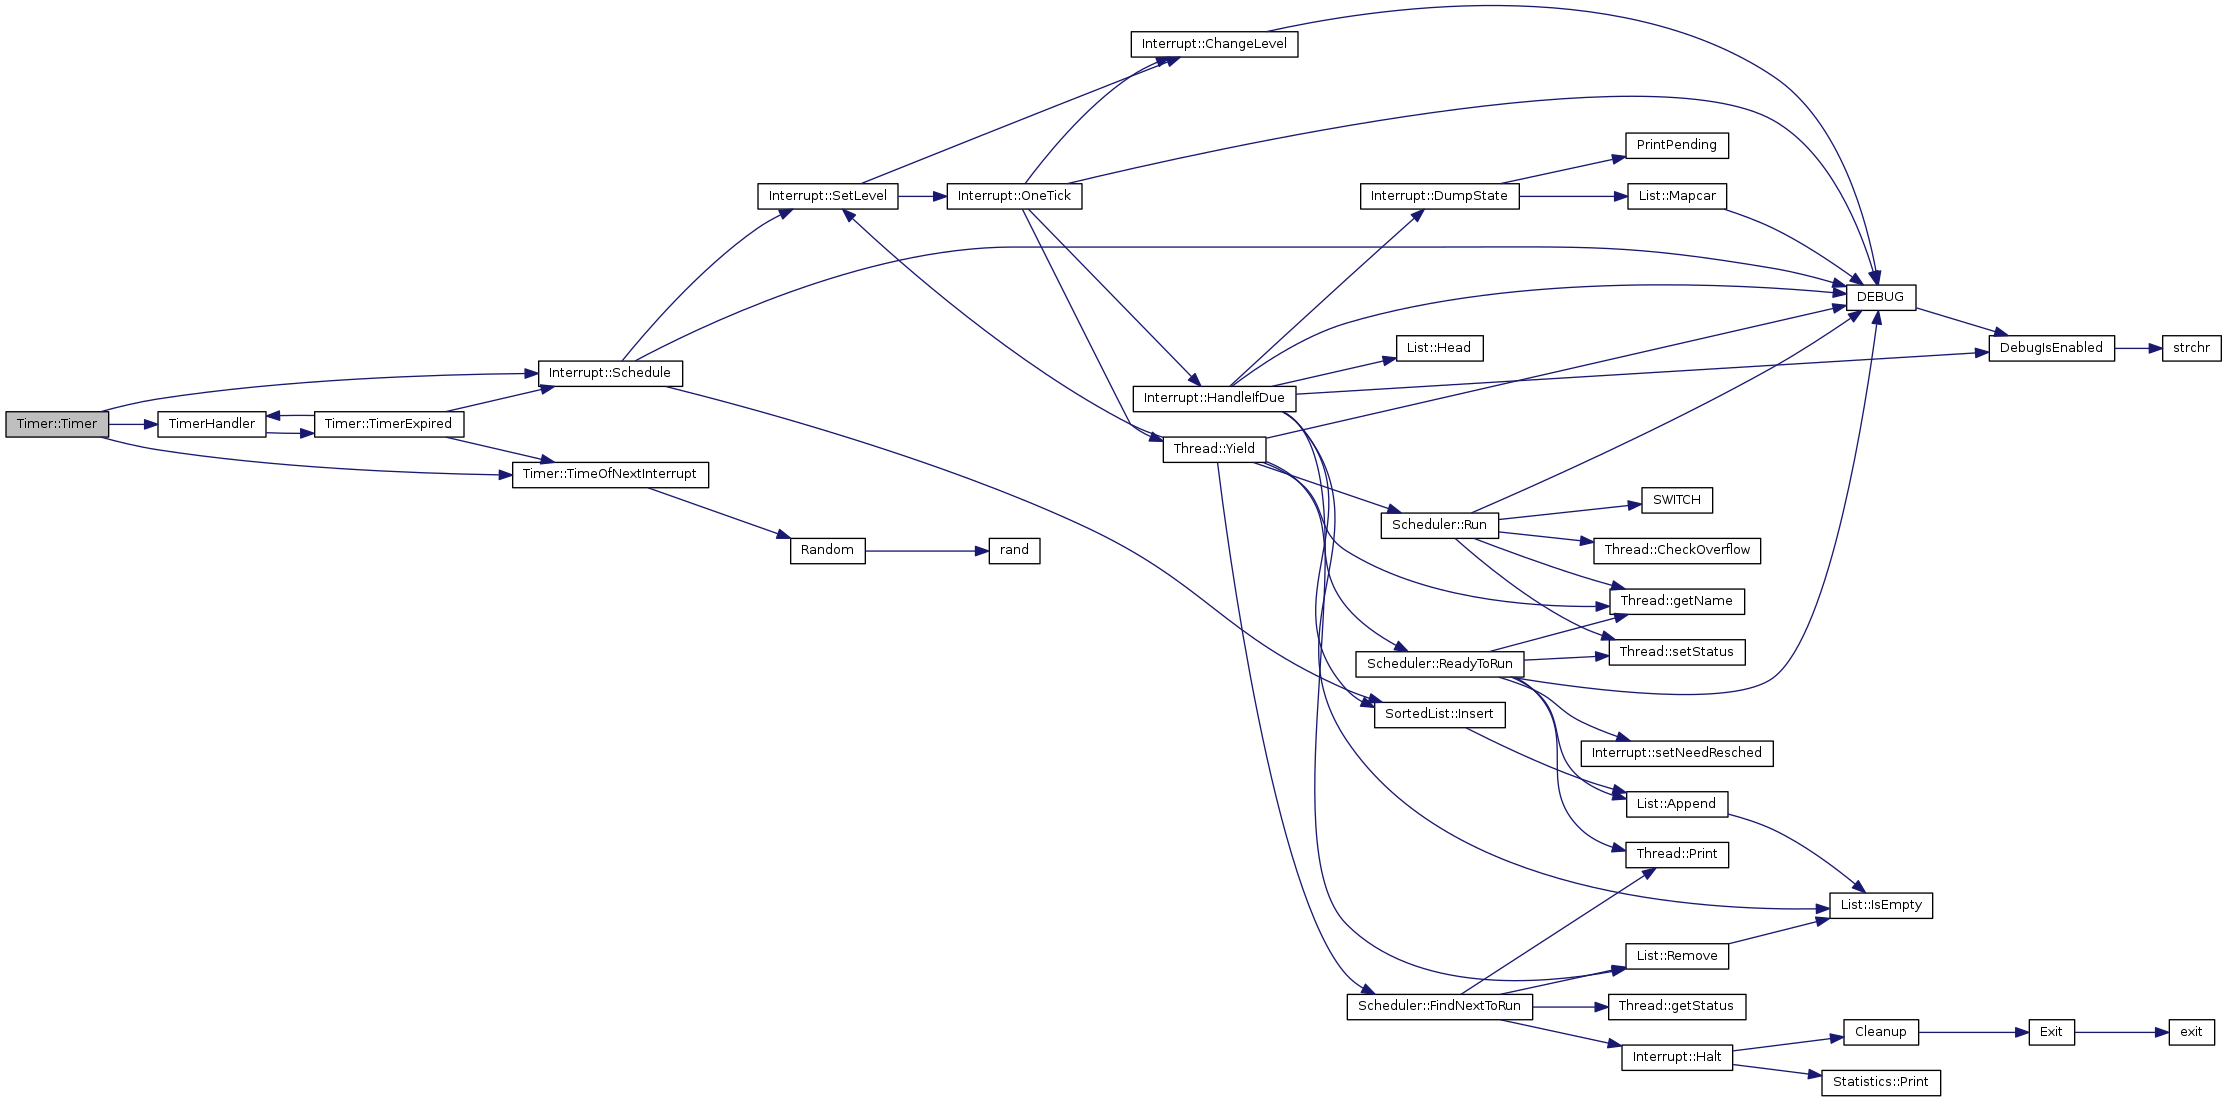 Interrupt::ChangeLevel
PrintPending
Interrupt::SetLevel
Interrupt::OneTick
Interrupt::DumpState
List::Mapcar
DEBUG
List::Head
DebugIsEnabled
strchr
Interrupt::Schedule
Interrupt::HandleIfDue
Timer::Timer
TimerHandler
Timer::TimerExpired
Thread::Yield
Timer::TimeOfNextInterrupt
SWITCH
Scheduler::Run
Random
rand
Thread::CheckOverflow
Thread::getName
Thread::setStatus
Scheduler::ReadyToRun
SortedList::Insert
Interrupt::setNeedResched
List::Append
Thread::Print
List::IsEmpty
List::Remove
Scheduler::FindNextToRun
Thread::getStatus
Cleanup
Exit
exit
Interrupt::Halt
Statistics::Print